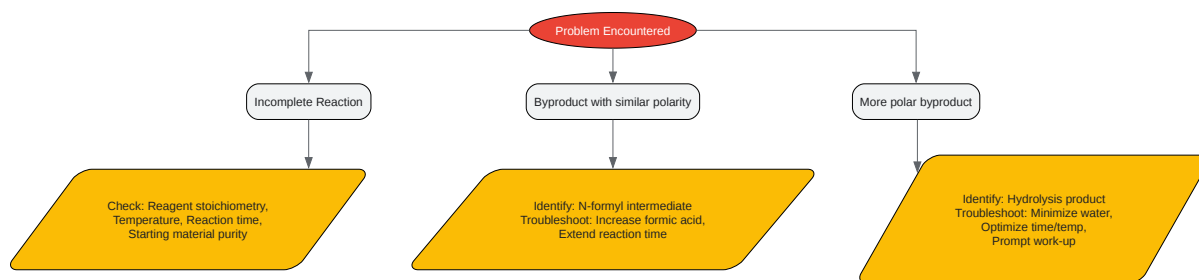 Problem Encountered
Incomplete Reaction
Byproduct with similar polarity
More polar byproduct
Check: Reagent stoichiometry,
Temperature, Reaction time,
Starting material purity
Identify: N-formyl intermediate
Troubleshoot: Increase formic acid,
Extend reaction time
Identify: Hydrolysis product
Troubleshoot: Minimize water,
Optimize time/temp,
Prompt work-up